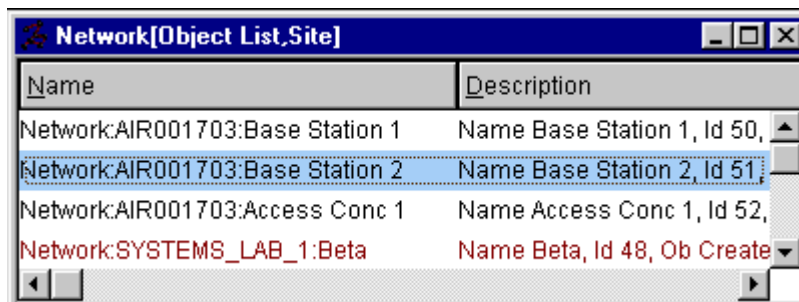 Network[Object List,Site]
Name Description
Network:AIR001703:Base Station 1 Name Base Station 1, Id 50,
Network:AIR001703:Base Station 2 Name Base Station 2, Id 51,
Network:AIR001703:Access Conc 1 Name Access Conc 1, Id 52,
Network:SYSTEMS_LAB_1:Beta Name Beta, Id 48, Ob Create